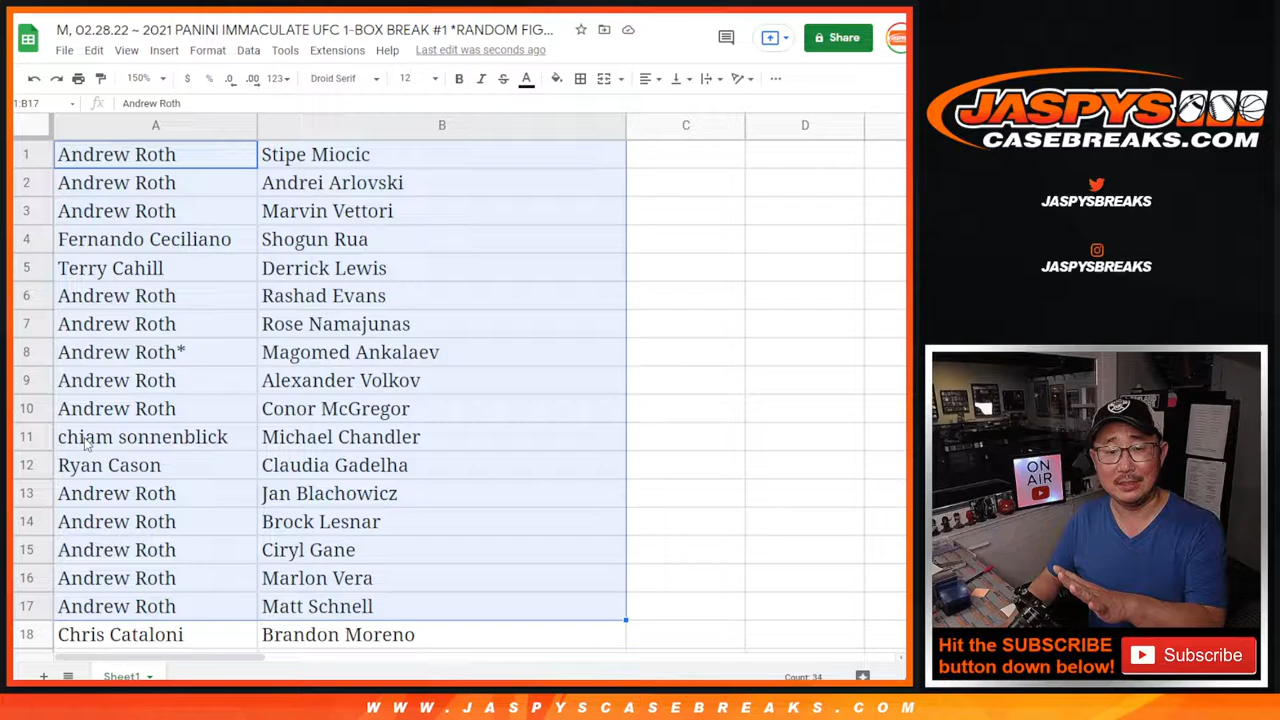 M, 02.28.22 ~ 2021 PANINI IMMACULATE UFC 1-BOX BREAK #1 *RANDOM FIG...
File Edit View Insert Format Data Tools Extensions Help Last edit was seconds ago
Share
150% $ % .0 .00 123 Droid Serif 12 B I S A
1:B17 fx Andrew Roth
A B C D
1 Andrew Roth Stipe Miocic
2 Andrew Roth Andrei Arlovski
3 Andrew Roth Marvin Vettori
4 Fernando Ceciliano Shogun Rua
5 Terry Cahill Derrick Lewis
6 Andrew Roth Rashad Evans
7 Andrew Roth Rose Namajunas
8 Andrew Roth* Magomed Ankalaev
9 Andrew Roth Alexander Volkov
10 Andrew Roth Conor McGregor
11 chiam sonnenblick Michael Chandler
12 Ryan Cason Claudia Gadelha
13 Andrew Roth Jan Blachowicz
14 Andrew Roth Brock Lesnar
15 Andrew Roth Ciryl Gane
16 Andrew Roth Marlon Vera
17 Andrew Roth Matt Schnell
18 Chris Cataloni Brandon Moreno
Sheet1
Count: 34
JASPYS
CASEBREAKS.COM
JASPYSBREAKS
JASPYSBREAKS
ON
AIR
Hit the SUBSCRIBE
button down below!
Subscribe
WWW.JASPYSCASEBREAKS.COM